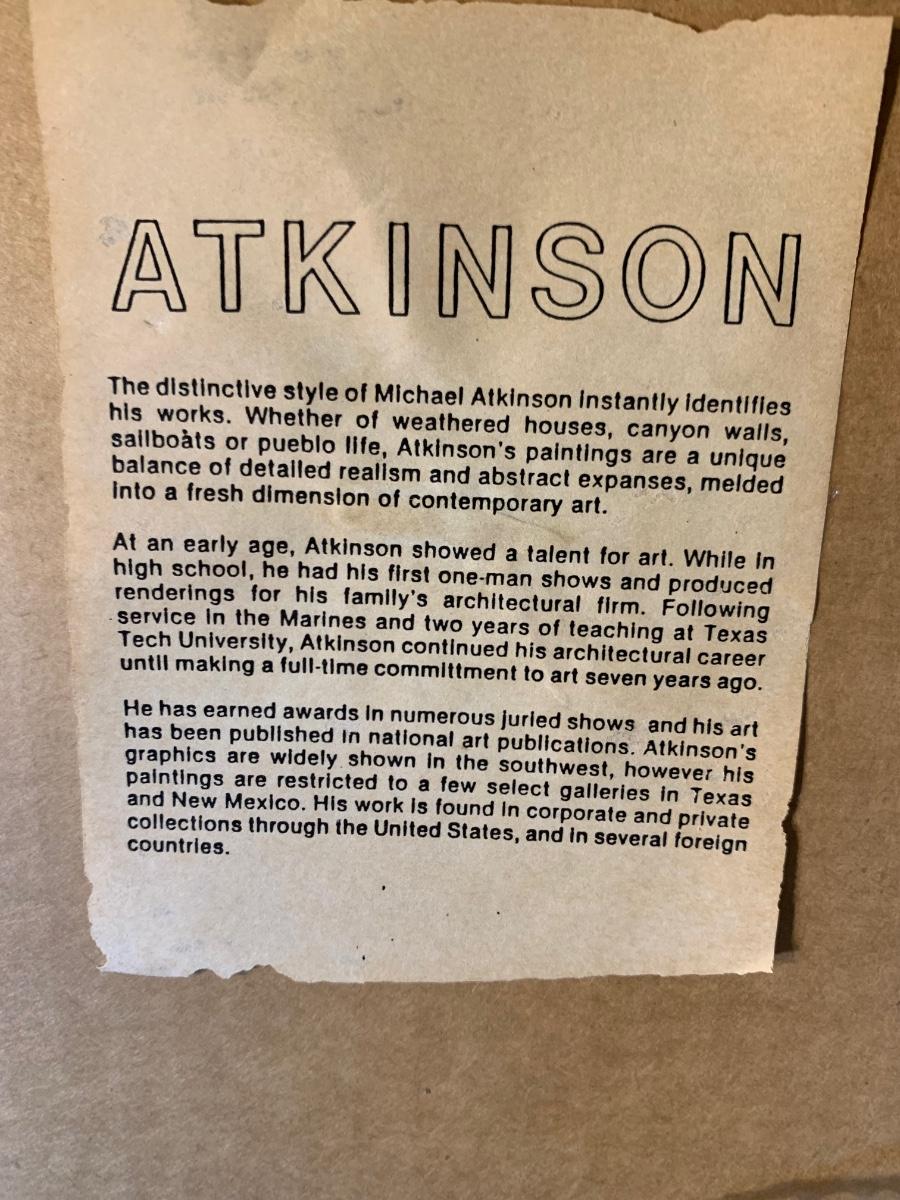 ATKINSON
The distinctive style of Michael Atkinson instantly identifies
his works. Whether of weathered houses, canyon walls,
sailboats or pueblo life, Atkinson's paintings are a unique
balance of detailed realism and abstract expanses, melded
into a fresh dimension of contemporary art.
At an early age, Atkinson showed a talent for art. While in
high school, he had his first one-man shows and produced
renderings for his family's architectural firm. Following
service in the Marines and two years of teaching at Texas
Tech University, Atkinson continued his architectural career
until making a full-time committment to art seven years ago.
He has earned awards in numerous juried shows and his art
has been published in national art publications. Atkinson's
graphics are widely shown in the southwest, however his
paintings are restricted to a few select galleries in Texas
and New Mexico. His work is found in corporate and private
collections through the United States, and in several foreign
countries.